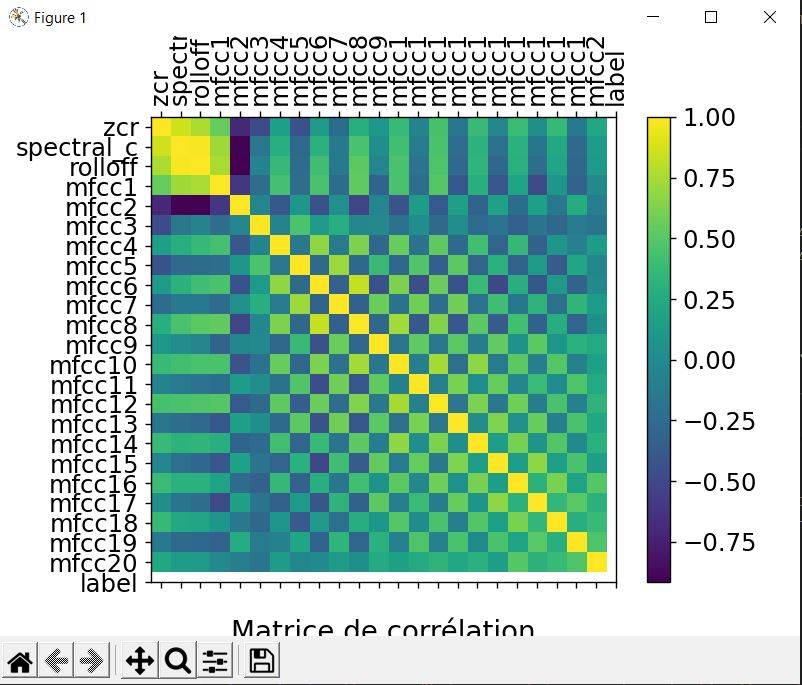 Figure 1
zcr
spectr
rolloff
mfcc1
mfcc2
mfcc3
mfcc4
mfcc5
mfcc6
mfcc7
mfcc8
mfcc9
mfcc1
mfcc1
mfcc1
mfcc1
mfcc1
mfcc1
mfcc1
mfcc1
mfcc1
mfcc1
mfcc2
label
zcr
spectral_c
rolloff
mfcc1
mfcc2
mfcc3
mfcc4
mfcc5
mfcc6
mfcc7
mfcc8
mfcc9
mfcc10
mfcc11
mfcc12
mfcc13
mfcc14
mfcc15
mfcc16
mfcc17
mfcc18
mfcc19
mfcc20
label
1.00
0.75
0.50
0.25
0.00
−0.25
−0.50
−0.75
Matrice de corrélation